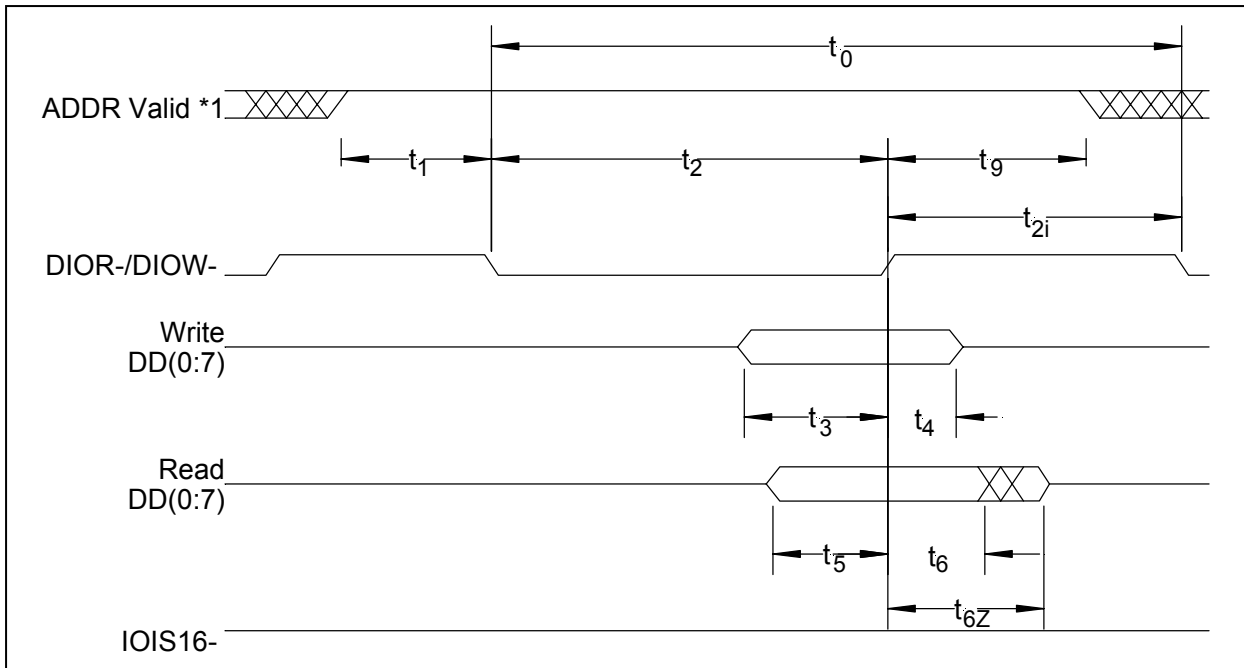 t0
ADDR Valid *1
t1
t2
t9
t2i
DIOR-/DIOW-
Write
DD(0:7)
t3
t4
Read
DD(0:7)
t5
t6
t6Z
IOIS16-